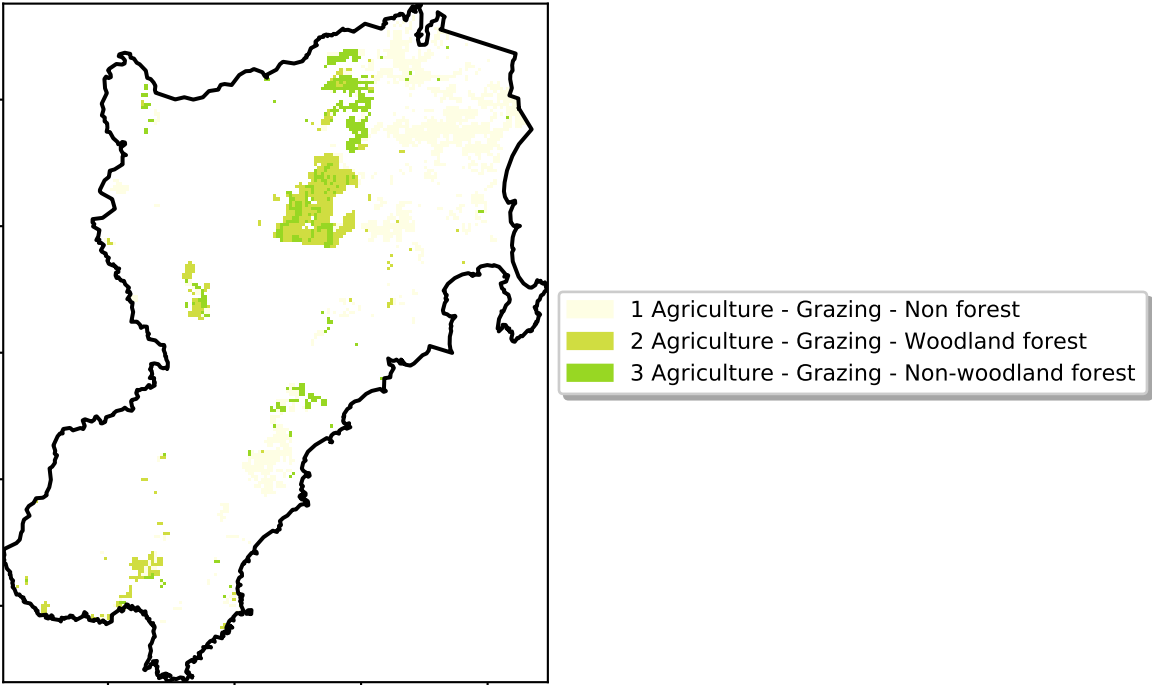 1 Agriculture - Grazing - Non forest
2 Agriculture - Grazing - Woodland forest
3 Agriculture - Grazing - Non-woodland forest